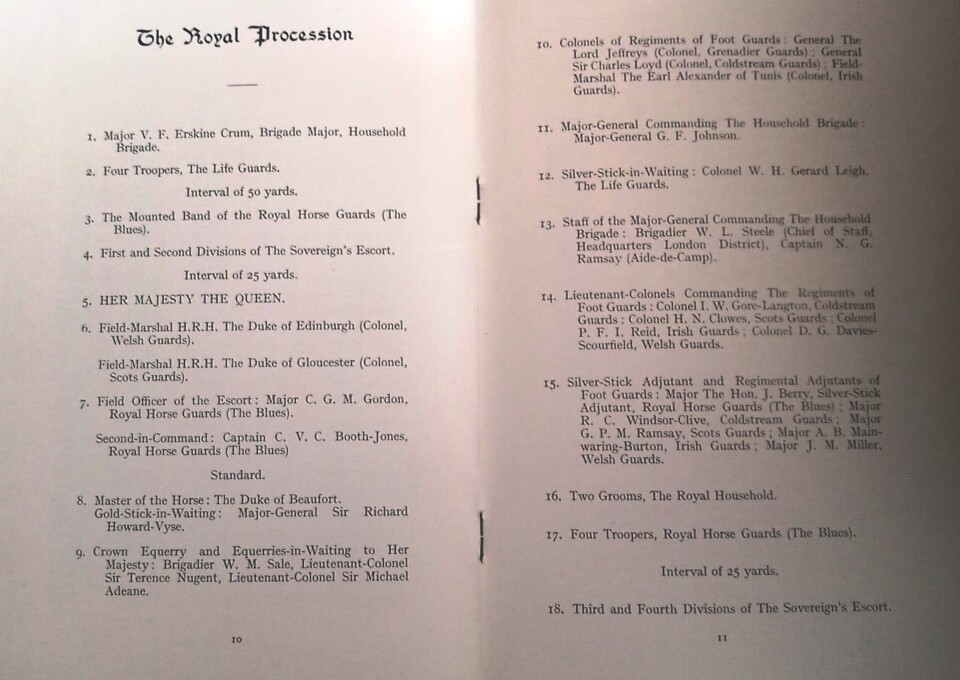 The Royal Procession
1. Major V. F. Erskine Crum, Brigade Major, Household
Brigade.
2. Four Troopers, The Life Guards.
Interval of 50 yards.
3. The Mounted Band of the Royal Horse Guards (The
Blues).
4. First and Second Divisions of The Sovereign's Escort.
Interval of 25 yards.
5. HER MAJESTY THE QUEEN.
6. Field-Marshal H.R.H. The Duke of Edinburgh (Colonel,
Welsh Guards).
Field-Marshal H.R.H. The Duke of Gloucester (Colonel,
Scots Guards).
7. Field Officer of the Escort: Major C. G. M. Gordon,
Royal Horse Guards (The Blues).
Second-in-Command: Captain C. V. C. Booth-Jones,
Royal Horse Guards (The Blues)
Standard.
8. Master of the Horse: The Duke of Beaufort.
Gold-Stick-in-Waiting: Major-General Sir Richard
Howard-Vyse.
9. Crown Equerry and Equerries-in-Waiting to Her
Majesty: Brigadier W. M. Sale, Lieutenant-Colonel
Sir Terence Nugent, Lieutenant-Colonel Sir Michael
Adeane.
10
10. Colonels of Regiments of Foot Guards: General The
Lord Jeffreys (Colonel, Grenadier Guards); General
Sir Charles Loyd (Colonel, Coldstream Guards); Field-
Marshal The Earl Alexander of Tunis (Colonel, Irish
Guards).
11. Major-General Commanding The Household Brigade:
Major-General G. F. Johnson.
12. Silver-Stick-in-Waiting: Colonel W. H. Gerard Leigh,
The Life Guards.
13. Staff of the Major-General Commanding The Household
Brigade: Brigadier W. L. Steele (Chief of Staff,
Headquarters London District), Captain N. G.
Ramsay (Aide-de-Camp).
14. Lieutenant-Colonels Commanding The Regiments of
Foot Guards: Colonel I. W. Gore-Langton, Coldstream
Guards; Colonel H. N. Clowes, Scots Guards; Colonel
P. F. I. Reid, Irish Guards; Colonel D. G. Davies-
Scourfield, Welsh Guards.
15. Silver-Stick Adjutant and Regimental Adjutants of
Foot Guards: Major The Hon. J. Berry, Silver-Stick
Adjutant, Royal Horse Guards (The Blues); Major
R. C. Windsor-Clive, Coldstream Guards; Major
G. P. M. Ramsay, Scots Guards; Major A. B. Main-
waring-Burton, Irish Guards; Major J. M. Miller,
Welsh Guards.
16. Two Grooms, The Royal Household.
17. Four Troopers, Royal Horse Guards (The Blues).
Interval of 25 yards.
18. Third and Fourth Divisions of The Sovereign's Escort.
11